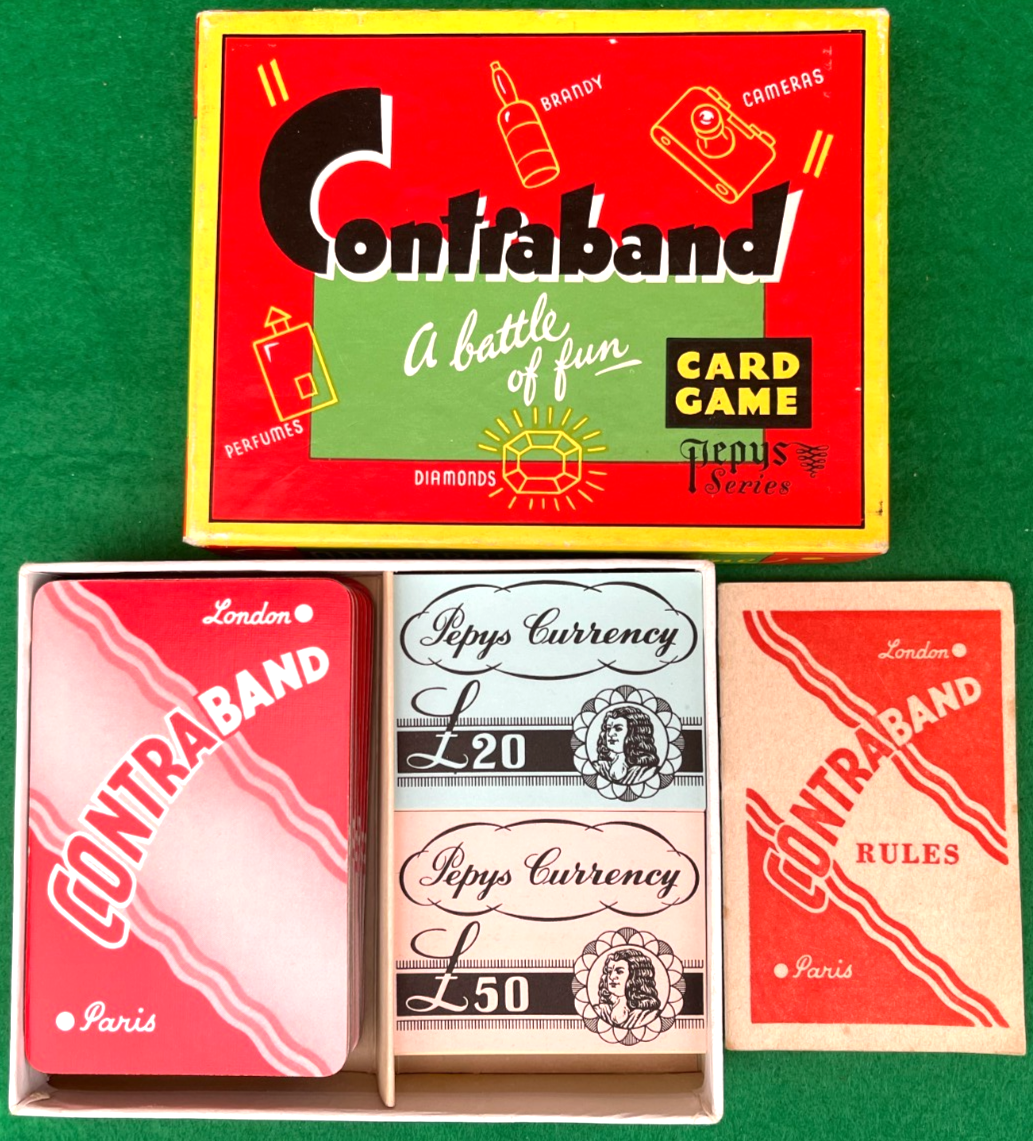 BRANDY
CAMERAS
Contraband
A battle
of fun
CARD
GAME
PERFUMES
DIAMONDS
Pepys
Series
London
CONTRABAND
Paris
Pepys Currency
£20
Pepys Currency
£50
London
CONTRABAND
RULES
Paris